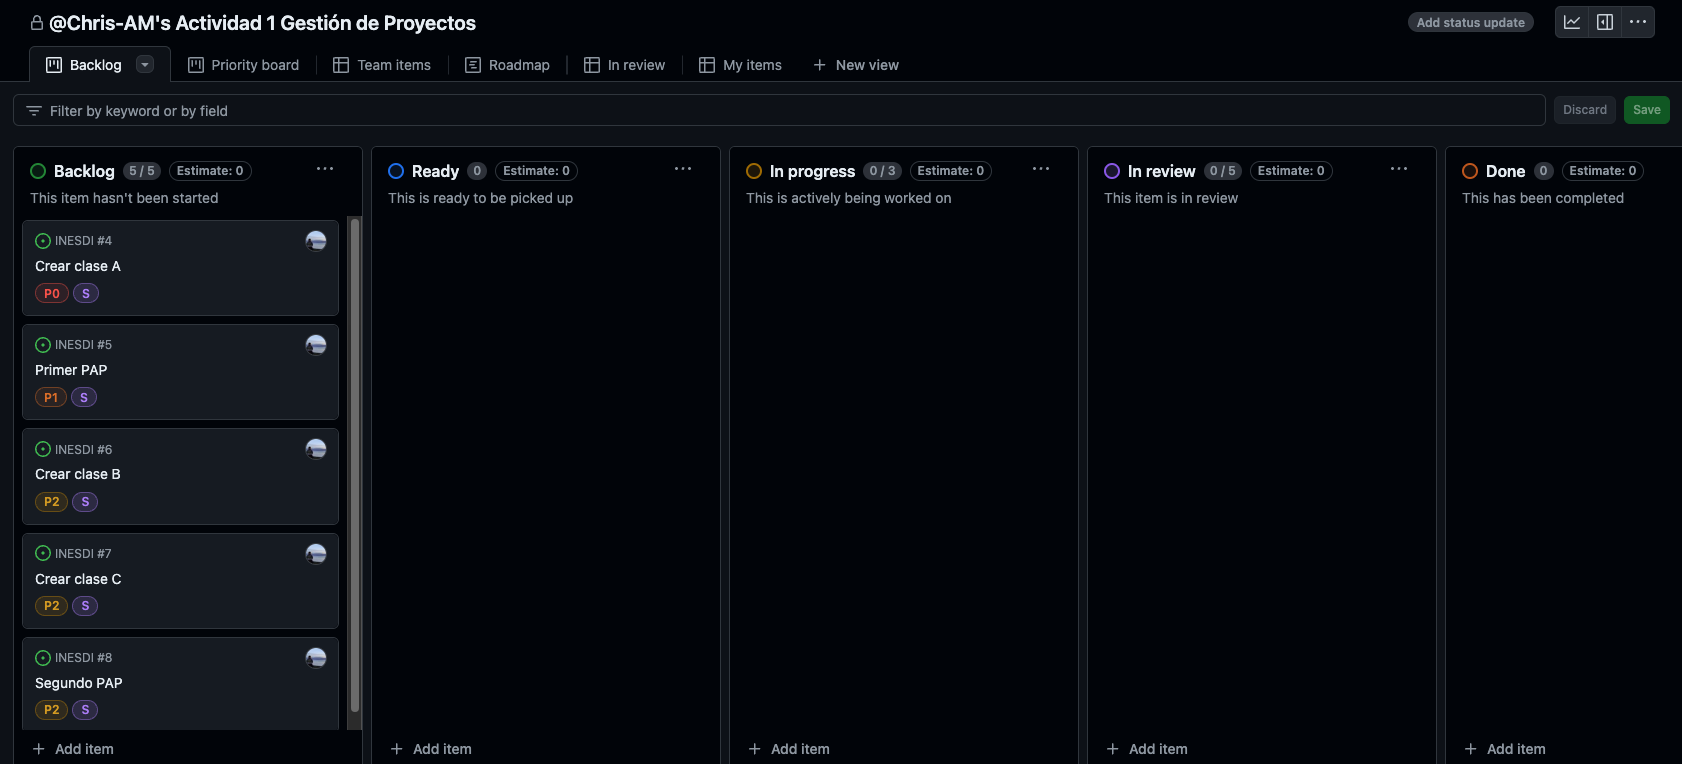 @Chris-AM's Actividad 1 Gestión de Proyectos
Add status update
Backlog
Priority board
Team items
Roadmap
In review
My items
New view
Filter by keyword or by field
Discard
Save
Backlog 5 / 5 Estimate: 0
This item hasn't been started
INESDI #4
Crear clase A
P0 S
INESDI #5
Primer PAP
P1 S
INESDI #6
Crear clase B
P2 S
INESDI #7
Crear clase C
P2 S
INESDI #8
Segundo PAP
P2 S
Add item
Ready 0 Estimate: 0
This is ready to be picked up
Add item
In progress 0 / 3 Estimate: 0
This is actively being worked on
Add item
In review 0 / 5 Estimate: 0
This item is in review
Add item
Done 0 Estimate: 0
This has been completed
Add item